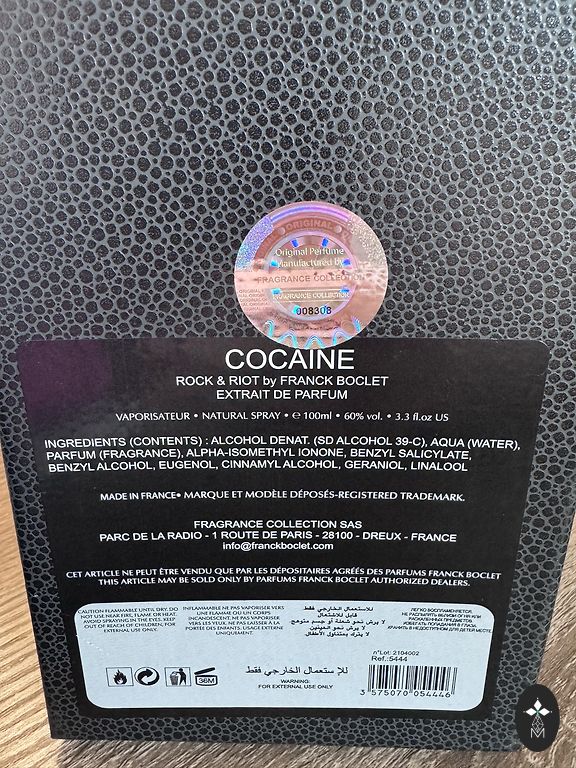 ORIGINAL
Original Perfume
Manufactured by
FRAGRANCE COLLECT
FRAGRANCE COLLECTION
008308
COCAINE
ROCK & RIOT by FRANCK BOCLET
EXTRAIT DE PARFUM
VAPORISATEUR • NATURAL SPRAY • ℮ 100ml • 60% vol. • 3.3 fl.oz US
INGREDIENTS (CONTENTS) : ALCOHOL DENAT. (SD ALCOHOL 39-C), AQUA (WATER),
PARFUM (FRAGRANCE), ALPHA-ISOMETHYL IONONE, BENZYL SALICYLATE,
BENZYL ALCOHOL, EUGENOL, CINNAMYL ALCOHOL, GERANIOL, LINALOOL
MADE IN FRANCE• MARQUE ET MODÈLE DÉPOSÉS-REGISTERED TRADEMARK.
FRAGRANCE COLLECTION SAS
PARC DE LA RADIO - 1 ROUTE DE PARIS - 28100 - DREUX - FRANCE
info@franckboclet.com
CET ARTICLE NE PEUT ÊTRE VENDU QUE PAR LES DÉPOSITAIRES AGRÉÉS DES PARFUMS FRANCK BOCLET
THIS ARTICLE MAY BE SOLD ONLY BY PARFUMS FRANCK BOCLET AUTHORIZED DEALERS.
CAUTION FLAMMABLE UNTIL DRY. DO
NOT USE NEAR FIRE, FLAME OR HEAT.
AVOID SPRAYING IN THE EYES. KEEP
OUT OF REACH OF CHILDREN, FOR
EXTERNAL USE ONLY.
INFLAMMABLE NE PAS VAPORISER VERS
UNE FLAMME OU UN CORPS
INCANDESCENT, NE PAS VAPORISER
VERS LES YEUX, NE PAS LAISSER À LA
PORTÉE DES ENFANTS. USAGE EXTERNE
UNIQUEMENT.
للاستعمال الخارجي فقط
قابل للاشتعال
لا يرش نحو شعلة أو جسم متوهج
لا يرش نحو العينين
لا يترك بمتناول الأطفال
ЛЕГКО ВОСПЛАМЕНЯЕТСЯ.
НЕ РАСПЫЛЯТЬ ВБЛИЗИ ОГНЯ ИЛИ
РАСКАЛЕННЫХ ПРЕДМЕТОВ.
ИЗБЕГАТЬ ПОПАДАНИЯ В ГЛАЗА.
ХРАНИТЬ В НЕДОСТУПНОМ ДЛЯ ДЕТЕЙ МЕСТЕ.
36M
للإستعمال الخارجي فقط
WARNING:
FOR EXTERNAL USE ONLY
n°Lot: 2104002
Ref.:5444
3 575070 054446
M